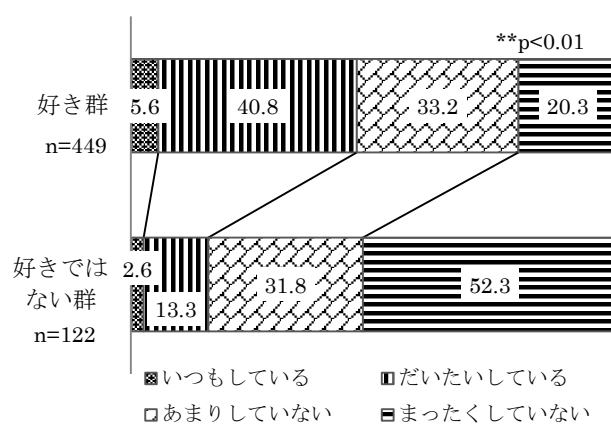 **p<0.01
好き群
n=449
5.6
40.8
33.2
20.3
好きでは
ない群
n=122
2.6
13.3
31.8
52.3
いつもしている
だいたいしている
あまりしていない
まったくしていない